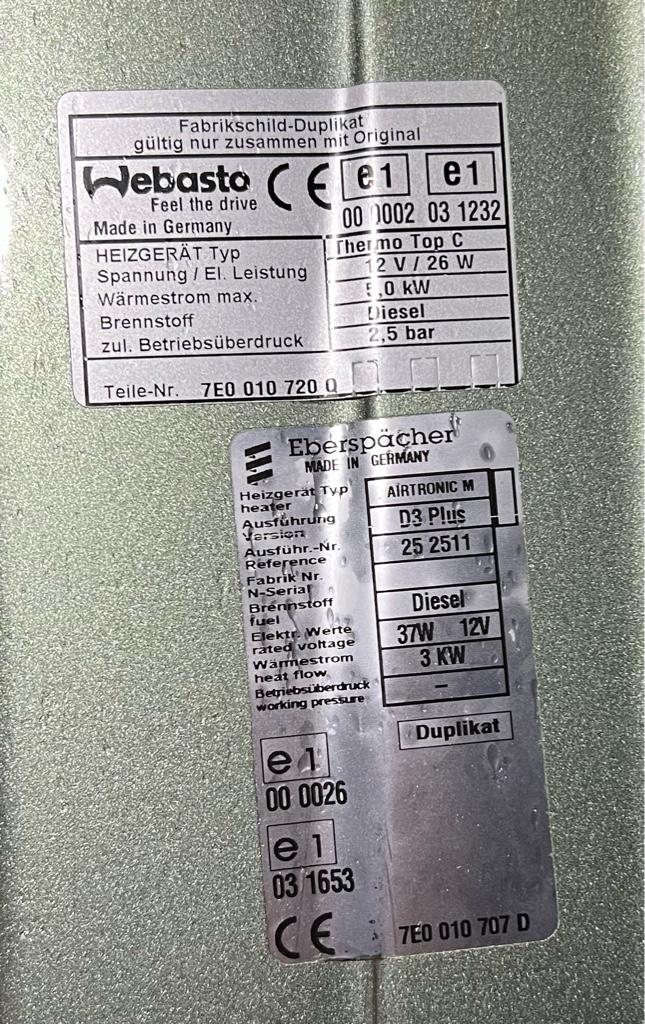 Fabrikschild-Duplikat
gültig nur zusammen mit Original
Webasto CE e1 e1
Feel the drive
Made in Germany 00 0002 03 1232
HEIZGERÄT Typ Thermo Top C
Spannung / El. Leistung 12 V / 26 W
Wärmestrom max. 5,0 kW
Brennstoff Diesel
zul. Betriebsüberdruck 2,5 bar
Teile-Nr. 7E0 010 720 Q
Eberspächer
MADE IN GERMANY
Heizgerät Typ AIRTRONIC M
heater
Ausführung D3 Plus
Version
Ausführ.-Nr. 25 2511
Reference
Fabrik Nr.
N-Serial
Brennstoff Diesel
fuel
Elektr. Werte 37W 12V
rated voltage
Wärmestrom 3 KW
heat flow
Betriebsüberdruck –
working pressure
Duplikat
e1
00 0026
e1
03 1653
CE 7E0 010 707 D